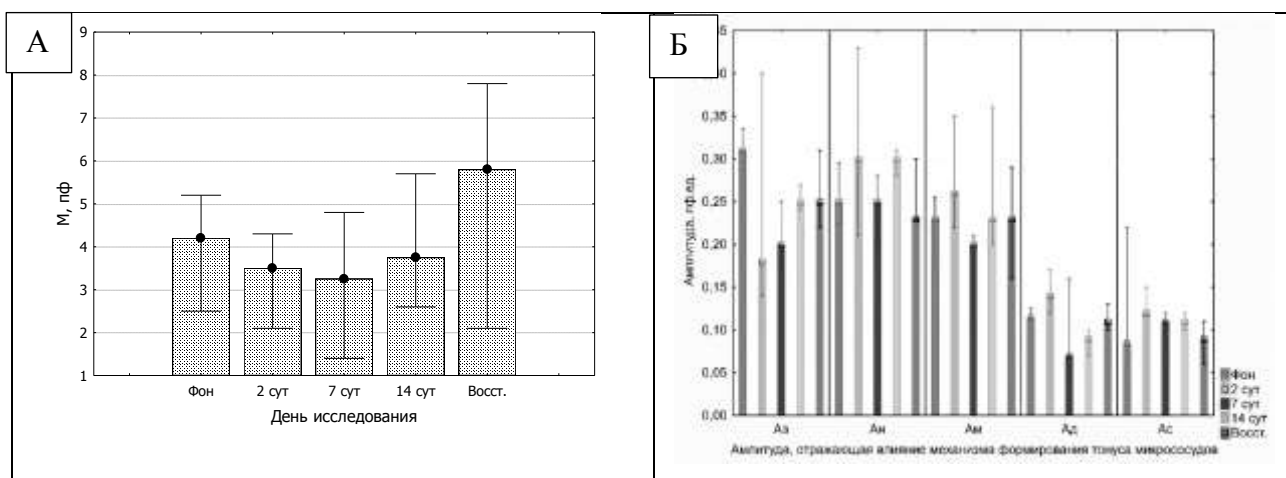 А
9
8
7
6
5
4
3
2
1
М, пф
Фон 2 сут 7 сут 14 сут Восст.
День исследования
Б
0,40
0,35
0,30
0,25
0,20
0,15
0,10
0,05
0,00
Амплитуда, пф.ед.
Аэ Ан Ам Ад Ас
Фон
2 сут
7 сут
14 сут
Восст.
Амплитуда, отражающая влияние механизма формирования тонуса микрососудов